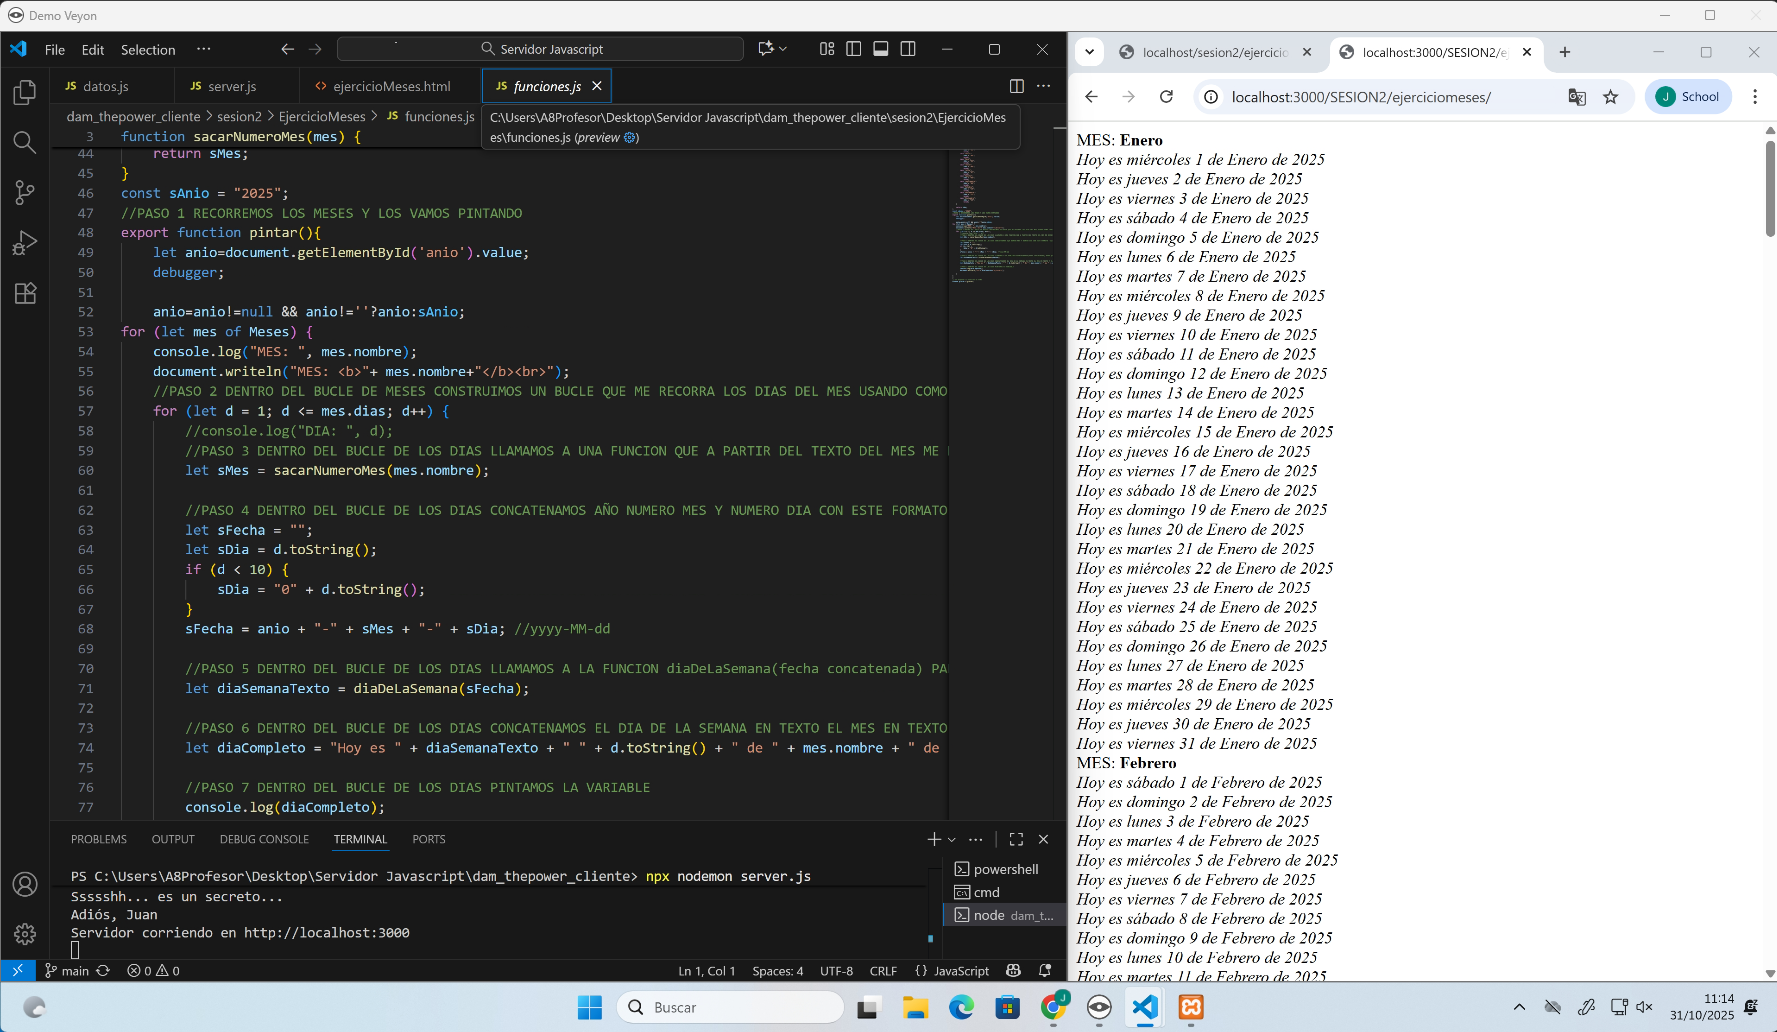 Demo Veyon
File Edit Selection ···
Servidor Javascript
JS datos.js
JS server.js
<> ejercicioMeses.html
JS funciones.js
dam_thepower_cliente > sesion2 > EjercicioMeses > JS funciones.js
C:\Users\A8Profesor\Desktop\Servidor Javascript\dam_thepower_cliente\sesion2\EjercicioMes
es\funciones.js (preview )
3 function sacarNumeroMes(mes) {
44 return sMes;
45 }
46 const sAnio = "2025";
47 //PASO 1 RECORREMOS LOS MESES Y LOS VAMOS PINTANDO
48 export function pintar(){
49 let anio=document.getElementById('anio').value;
50 debugger;
51
52 anio=anio!=null && anio!=''?anio:sAnio;
53 for (let mes of Meses) {
54 console.log("MES: ", mes.nombre);
55 document.writeln("MES: <b>"+ mes.nombre+"</b><br>");
56 //PASO 2 DENTRO DEL BUCLE DE MESES CONSTRUIMOS UN BUCLE QUE ME RECORRA LOS DIAS DEL MES USANDO COMO
57 for (let d = 1; d <= mes.dias; d++) {
58 //console.log("DIA: ", d);
59 //PASO 3 DENTRO DEL BUCLE DE LOS DIAS LLAMAMOS A UNA FUNCION QUE A PARTIR DEL TEXTO DEL MES ME
60 let sMes = sacarNumeroMes(mes.nombre);
61
62 //PASO 4 DENTRO DEL BUCLE DE LOS DIAS CONCATENAMOS AÑO NUMERO MES Y NUMERO DIA CON ESTE FORMATO
63 let sFecha = "";
64 let sDia = d.toString();
65 if (d < 10) {
66 sDia = "0" + d.toString();
67 }
68 sFecha = anio + "-" + sMes + "-" + sDia; //yyyy-MM-dd
69
70 //PASO 5 DENTRO DEL BUCLE DE LOS DIAS LLAMAMOS A LA FUNCION diaDeLaSemana(fecha concatenada) PA
71 let diaSemanaTexto = diaDeLaSemana(sFecha);
72
73 //PASO 6 DENTRO DEL BUCLE DE LOS DIAS CONCATENAMOS EL DIA DE LA SEMANA EN TEXTO EL MES EN TEXTO
74 let diaCompleto = "Hoy es " + diaSemanaTexto + " " + d.toString() + " de " + mes.nombre + " de
75
76 //PASO 7 DENTRO DEL BUCLE DE LOS DIAS PINTAMOS LA VARIABLE
77 console.log(diaCompleto);
PROBLEMS OUTPUT DEBUG CONSOLE TERMINAL PORTS
PS C:\Users\A8Profesor\Desktop\Servidor Javascript\dam_thepower_cliente> npx nodemon server.js
Ssssshh... es un secreto...
Adiós, Juan
Servidor corriendo en http://localhost:3000
powershell
cmd
node dam_t...
main 0 0
Ln 1, Col 1 Spaces: 4 UTF-8 CRLF {} JavaScript
localhost/sesion2/ejercicio
localhost:3000/SESION2/ej
localhost:3000/SESION2/ejerciciomeses/
J School
MES: Enero
Hoy es miércoles 1 de Enero de 2025
Hoy es jueves 2 de Enero de 2025
Hoy es viernes 3 de Enero de 2025
Hoy es sábado 4 de Enero de 2025
Hoy es domingo 5 de Enero de 2025
Hoy es lunes 6 de Enero de 2025
Hoy es martes 7 de Enero de 2025
Hoy es miércoles 8 de Enero de 2025
Hoy es jueves 9 de Enero de 2025
Hoy es viernes 10 de Enero de 2025
Hoy es sábado 11 de Enero de 2025
Hoy es domingo 12 de Enero de 2025
Hoy es lunes 13 de Enero de 2025
Hoy es martes 14 de Enero de 2025
Hoy es miércoles 15 de Enero de 2025
Hoy es jueves 16 de Enero de 2025
Hoy es viernes 17 de Enero de 2025
Hoy es sábado 18 de Enero de 2025
Hoy es domingo 19 de Enero de 2025
Hoy es lunes 20 de Enero de 2025
Hoy es martes 21 de Enero de 2025
Hoy es miércoles 22 de Enero de 2025
Hoy es jueves 23 de Enero de 2025
Hoy es viernes 24 de Enero de 2025
Hoy es sábado 25 de Enero de 2025
Hoy es domingo 26 de Enero de 2025
Hoy es lunes 27 de Enero de 2025
Hoy es martes 28 de Enero de 2025
Hoy es miércoles 29 de Enero de 2025
Hoy es jueves 30 de Enero de 2025
Hoy es viernes 31 de Enero de 2025
MES: Febrero
Hoy es sábado 1 de Febrero de 2025
Hoy es domingo 2 de Febrero de 2025
Hoy es lunes 3 de Febrero de 2025
Hoy es martes 4 de Febrero de 2025
Hoy es miércoles 5 de Febrero de 2025
Hoy es jueves 6 de Febrero de 2025
Hoy es viernes 7 de Febrero de 2025
Hoy es sábado 8 de Febrero de 2025
Hoy es domingo 9 de Febrero de 2025
Hoy es lunes 10 de Febrero de 2025
Hoy es martes 11 de Febrero de 2025
Buscar
11:14
31/10/2025